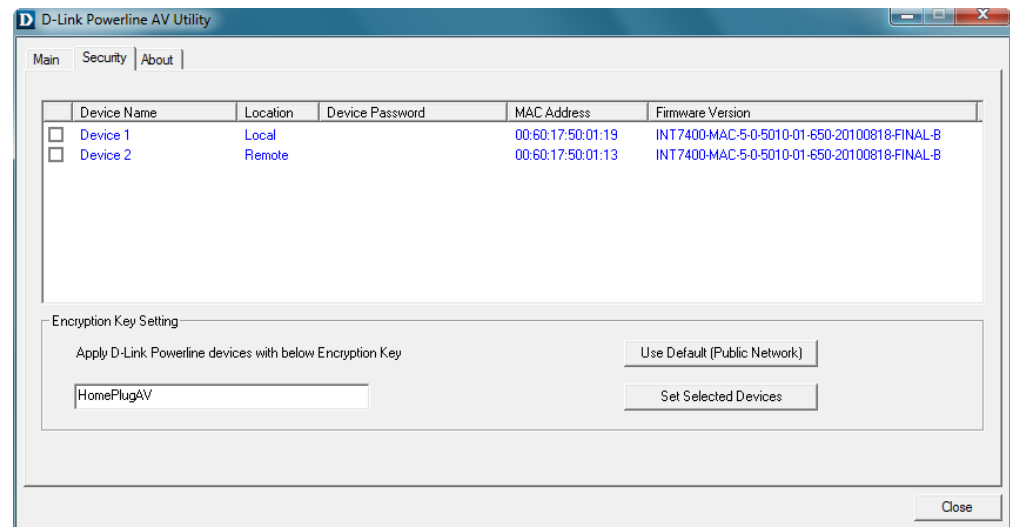 D D-Link Powerline AV Utility
Main Security About
Device Name Location Device Password MAC Address Firmware Version
Device 1 Local 00:60:17:50:01:19 INT7400-MAC-5-0-5010-01-650-20100818-FINAL-B
Device 2 Remote 00:60:17:50:01:13 INT7400-MAC-5-0-5010-01-650-20100818-FINAL-B
Encryption Key Setting
Apply D-Link Powerline devices with below Encryption Key
Use Default (Public Network)
HomePlugAV
Set Selected Devices
Close